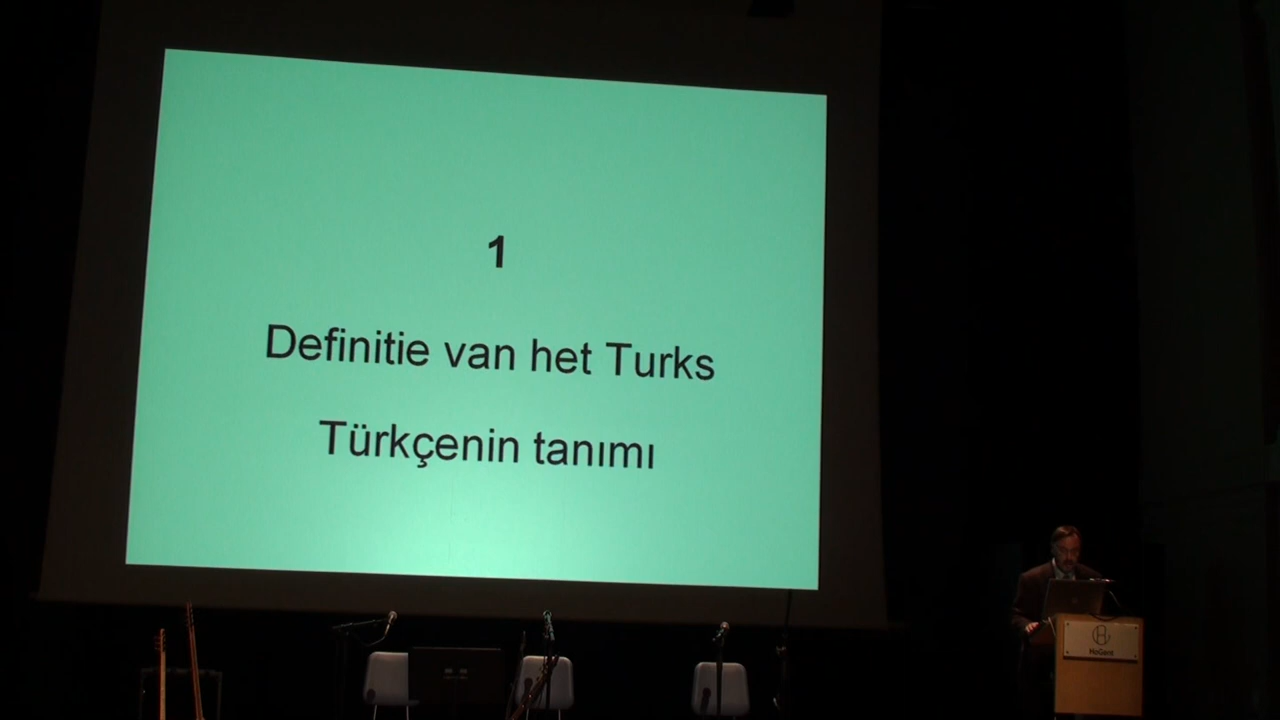 1
Definitie van het Turks
Türkçenin tanımı
HoGent